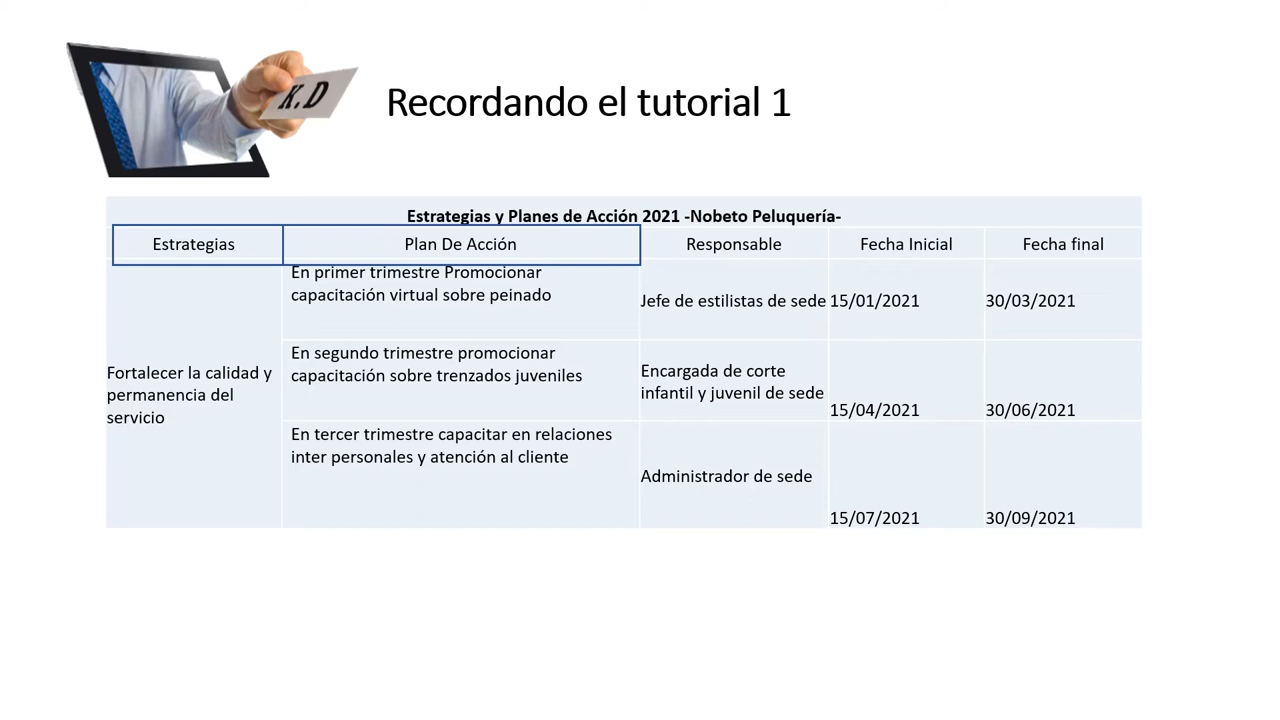 K.D
Recordando el tutorial 1
Estrategias y Planes de Acción 2021 -Nobeto Peluquería-
Estrategias
Plan De Acción
Responsable
Fecha Inicial
Fecha final
Fortalecer la calidad y
permanencia del
servicio
En primer trimestre Promocionar
capacitación virtual sobre peinado
Jefe de estilistas de sede
15/01/2021
30/03/2021
En segundo trimestre promocionar
capacitación sobre trenzados juveniles
Encargada de corte
infantil y juvenil de sede
15/04/2021
30/06/2021
En tercer trimestre capacitar en relaciones
inter personales y atención al cliente
Administrador de sede
15/07/2021
30/09/2021